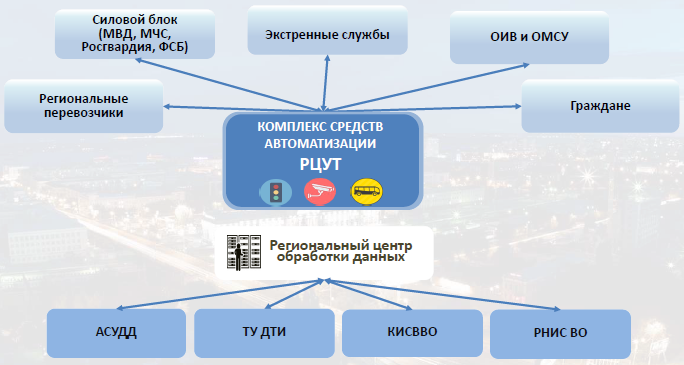 Силовой блок
(МВД, МЧС,
Росгвардия, ФСБ)
Экстренные службы
ОИВ и ОМСУ
Региональные
перевозчики
Граждане
КОМПЛЕКС СРЕДСТВ
АВТОМАТИЗАЦИИ
РЦУТ
Региональный центр
обработки данных
АСУДД
ТУ ДТИ
КИСВВО
РНИС ВО